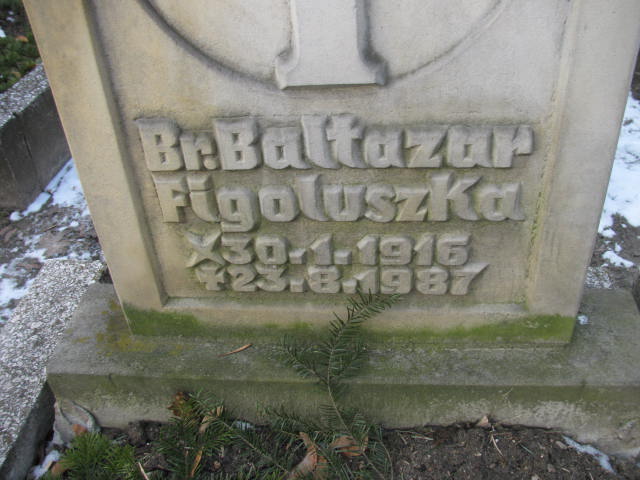 Br. Baltazar
Figoluszka
* 30.1.1916
† 23.8.1987